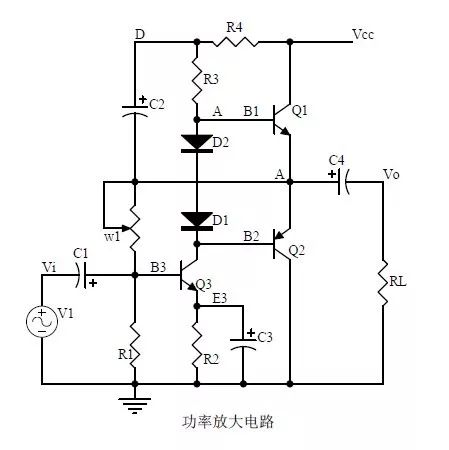 D
R4
Vcc
R3
C2
A
B1
Q1
D2
A
C4
Vo
w1
D1
B2
Q2
Vi
C1
B3
Q3
RL
V1
E3
R1
R2
C3
功率放大电路